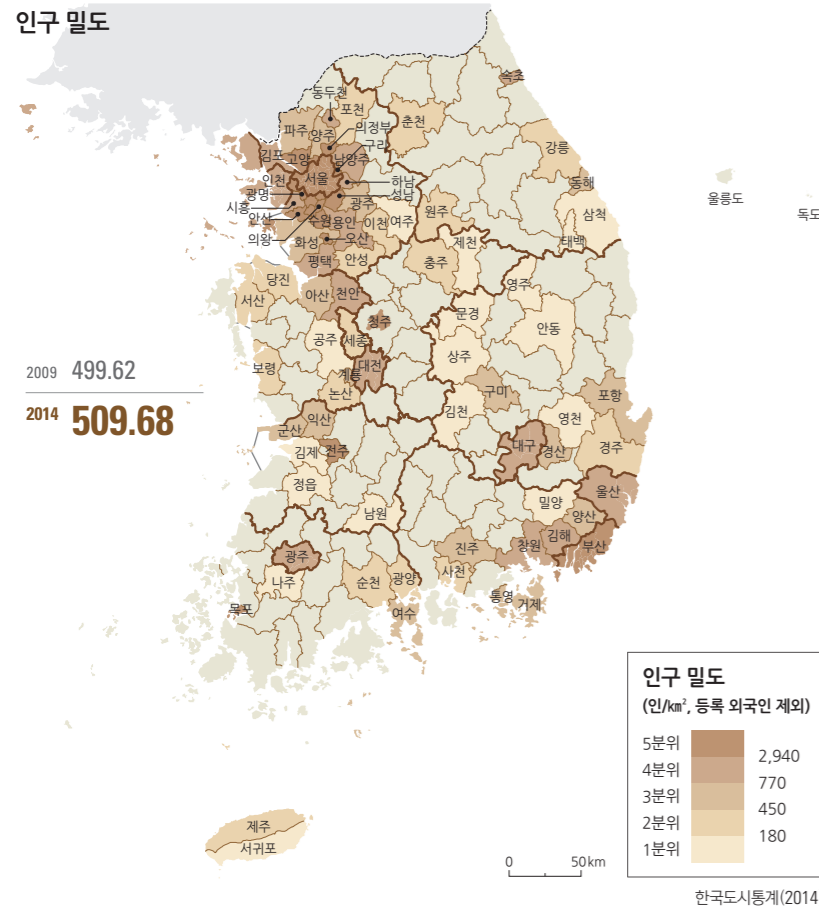 인구 밀도
속초
동두천
포천
춘천
파주
양주
의정부
구리
강릉
김포
고양
남양주
서울
인천
하남
동해
광명
성남
울릉도
시흥
광주
독도
안산
수원
용인
이천
여주
원주
삼척
의왕
화성
오산
태백
평택
안성
제천
충주
당진
영주
서산
아산
천안
문경
청주
안동
공주
세종
상주
2009 499.62
보령
대전
계룡
구미
포항
2014 509.68
논산
김천
영천
익산
군산
대구
경산
경주
김제
전주
정읍
울산
밀양
남원
양산
김해
광주
진주
창원
부산
나주
순천
광양
사천
통영
거제
목포
여수
인구 밀도
(인/㎢, 등록 외국인 제외)
5분위
2,940
4분위
770
3분위
450
2분위
180
1분위
제주
서귀포
0 50km
한국도시통계(2014